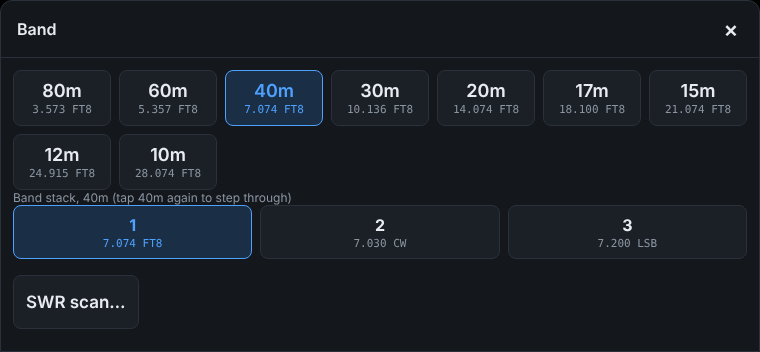 Band ×
80m 60m 40m 30m 20m 17m 15m
3.573 FT8 5.357 FT8 7.074 FT8 10.136 FT8 14.074 FT8 18.100 FT8 21.074 FT8
12m 10m
24.915 FT8 28.074 FT8
Band stack, 40m (tap 40m again to step through)
1 2 3
7.074 FT8 7.030 CW 7.200 LSB
SWR scan...